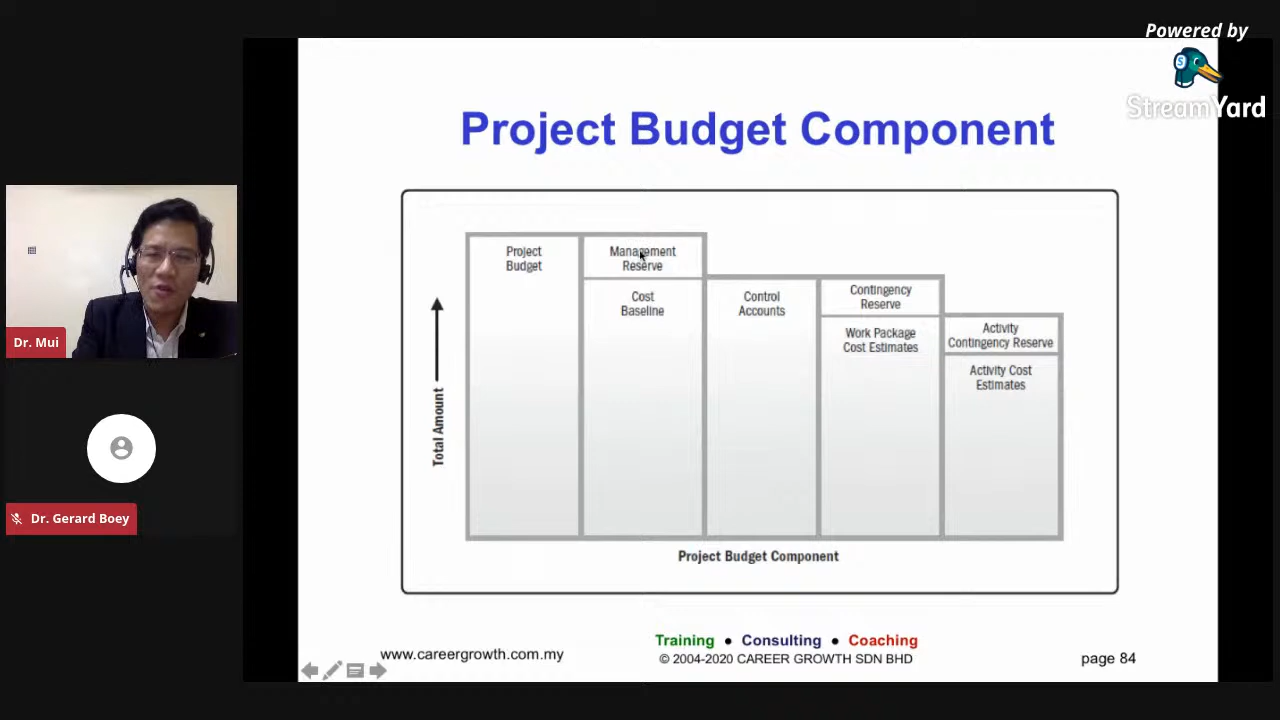 Powered by
StreamYard
Project Budget Component
Project
Budget
Management
Reserve
Cost
Baseline
Control
Accounts
Contingency
Reserve
Work Package
Cost Estimates
Activity
Contingency Reserve
Activity Cost
Estimates
Total Amount
Project Budget Component
Dr. Mui
Dr. Gerard Boey
www.careergrowth.com.my
Training ● Consulting ● Coaching
© 2004-2020 CAREER GROWTH SDN BHD
page 84